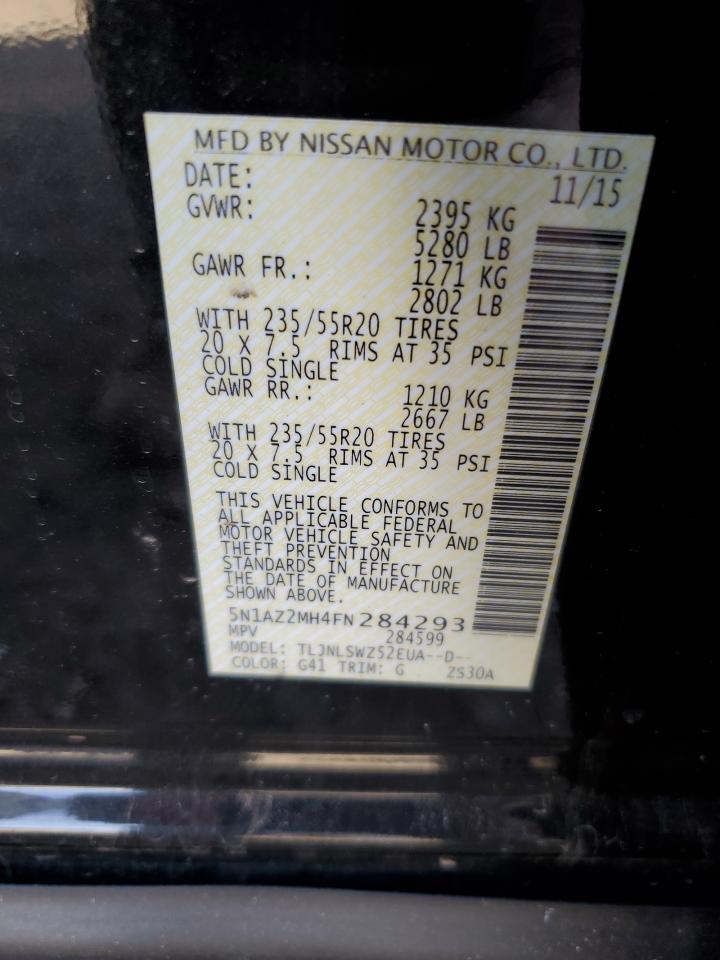 MFD BY NISSAN MOTOR CO., LTD.
DATE: 11/15
GVWR: 2395 KG
5280 LB
GAWR FR.: 1271 KG
2802 LB
WITH 235/55R20 TIRES
20 X 7.5 RIMS AT 35 PSI
COLD SINGLE
GAWR RR.: 1210 KG
2667 LB
WITH 235/55R20 TIRES
20 X 7.5 RIMS AT 35 PSI
COLD SINGLE
THIS VEHICLE CONFORMS TO
ALL APPLICABLE FEDERAL
MOTOR VEHICLE SAFETY AND
THEFT PREVENTION
STANDARDS IN EFFECT ON
THE DATE OF MANUFACTURE
SHOWN ABOVE.
5N1AZ2MH4FN284293
MPV 284599
MODEL: TLJNLSWZ52EUA--D--
COLOR: G41 TRIM: G ZS30A